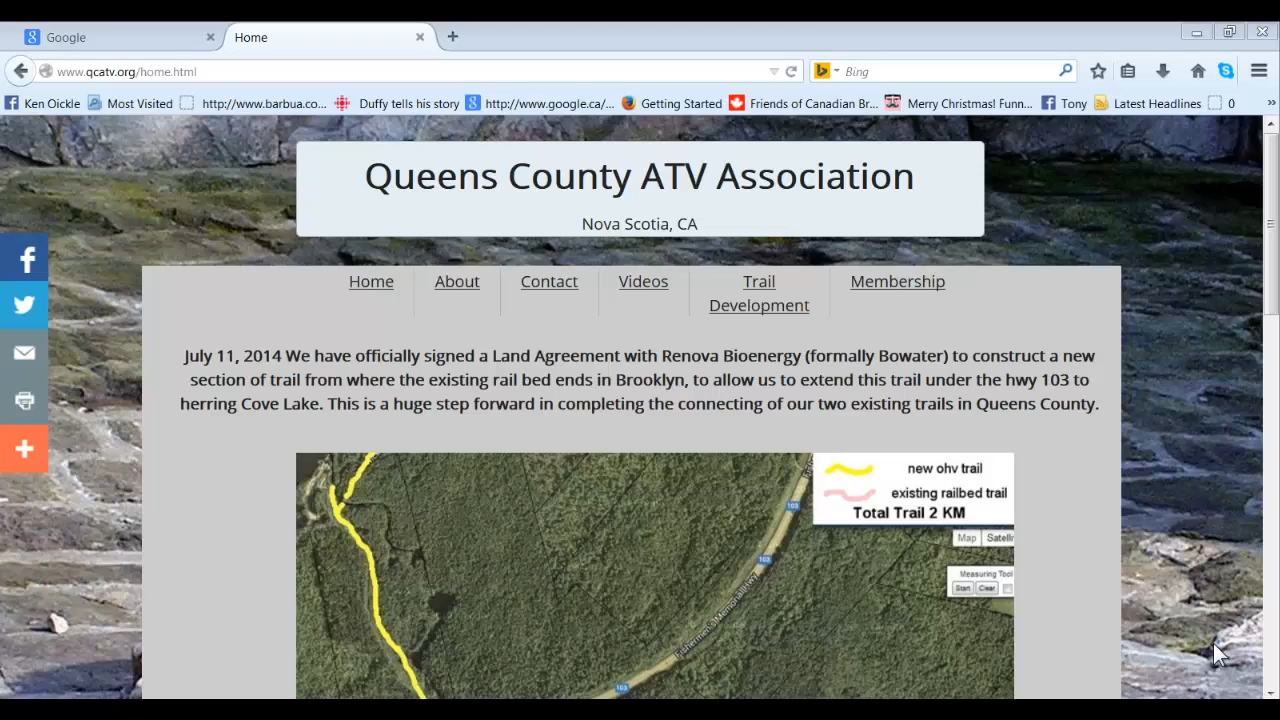 Google
Home
www.qcatv.org/home.html
Bing
Ken Oickle
Most Visited
http://www.barbua.co...
Duffy tells his story
http://www.google.ca/...
Getting Started
Friends of Canadian Br...
Merry Christmas! Funn...
Tony
Latest Headlines
0
Queens County ATV Association
Nova Scotia, CA
Home
About
Contact
Videos
Trail
Development
Membership
July 11, 2014 We have officially signed a Land Agreement with Renova Bioenergy (formally Bowater) to construct a new
section of trail from where the existing rail bed ends in Brooklyn, to allow us to extend this trail under the hwy 103 to
herring Cove Lake. This is a huge step forward in completing the connecting of our two existing trails in Queens County.
new ohv trail
existing railbed trail
Total Trail 2 KM
Map
Satelli
Measuring Tool
Start
Clear
103
103
Fishermen's Memorial Hwy
103